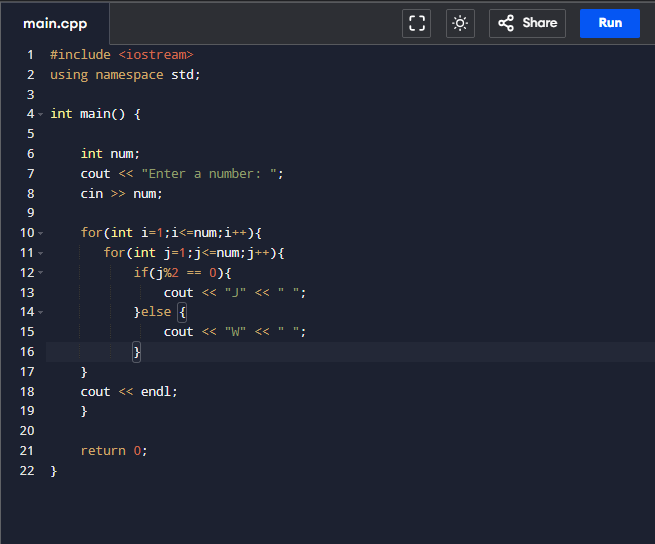 main.cpp
Share
Run
1 #include <iostream>
2 using namespace std;
3
4 int main() {
5
6     int num;
7     cout << "Enter a number: ";
8     cin >> num;
9
10     for(int i=1;i<=num;i++){
11        for(int j=1;j<=num;j++){
12            if(j%2 == 0){
13                cout << "J" << " ";
14            }else {
15                cout << "W" << " ";
16            }
17     }
18     cout << endl;
19     }
20
21     return 0;
22 }